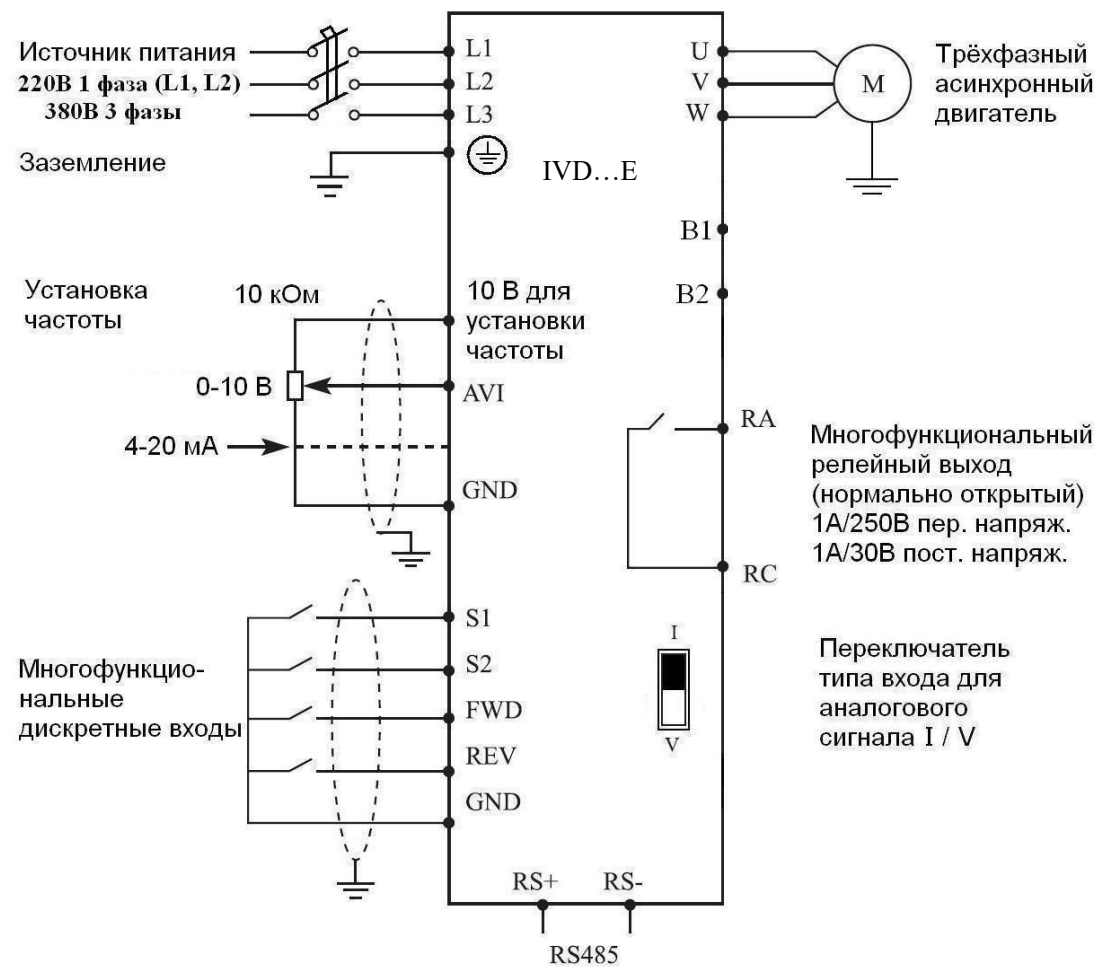 Источник питания
220В 1 фаза (L1, L2)
380В 3 фазы
Заземление
L1
L2
L3
IVD…E
U
V
W
M
Трёхфазный
асинхронный
двигатель
B1
B2
Установка
частоты
10 кОм
10 В для
установки
частоты
0-10 В
AVI
4-20 мА
GND
RA
RC
Многофункциональный
релейный выход
(нормально открытый)
1А/250В пер. напряж.
1А/30В пост. напряж.
Многофункцио-
нальные
дискретные входы
S1
S2
FWD
REV
GND
I
V
Переключатель
типа входа для
аналогового
сигнала I / V
RS+
RS-
RS485